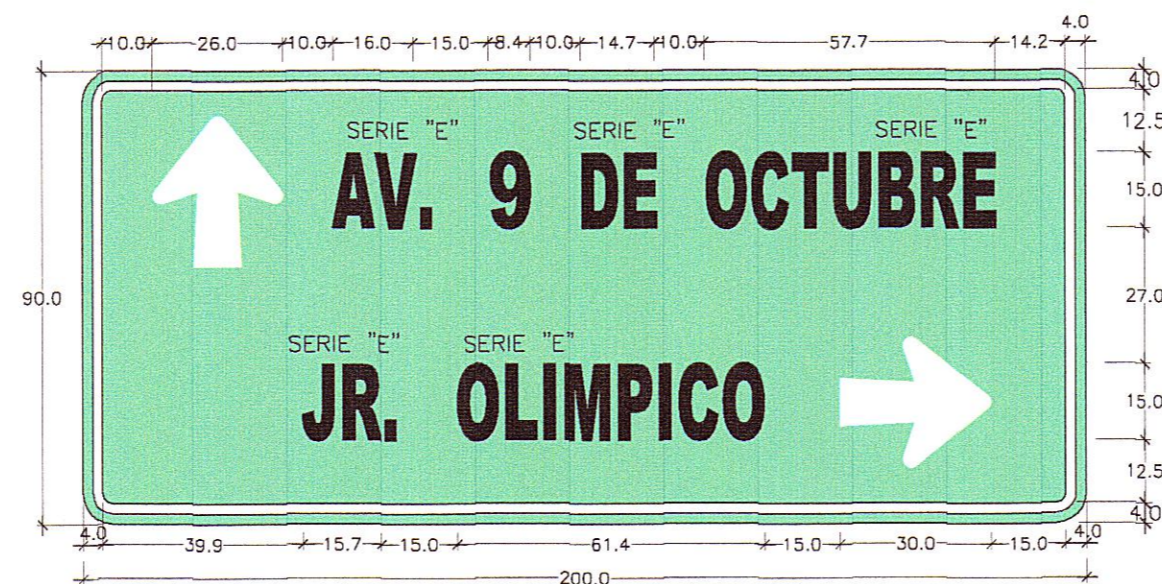 4.0
10.0 26.0 10.0 16.0 15.0 8.4 10.0 14.7 10.0 57.7 14.2
4.0
SERIE "E" SERIE "E" SERIE "E"
12.5
AV. 9 DE OCTUBRE
15.0
90.0
27.0
SERIE "E" SERIE "E"
JR. OLIMPICO
15.0
12.5
4.0
4.0 39.9 15.7 15.0 61.4 15.0 30.0 15.0 4.0
200.0